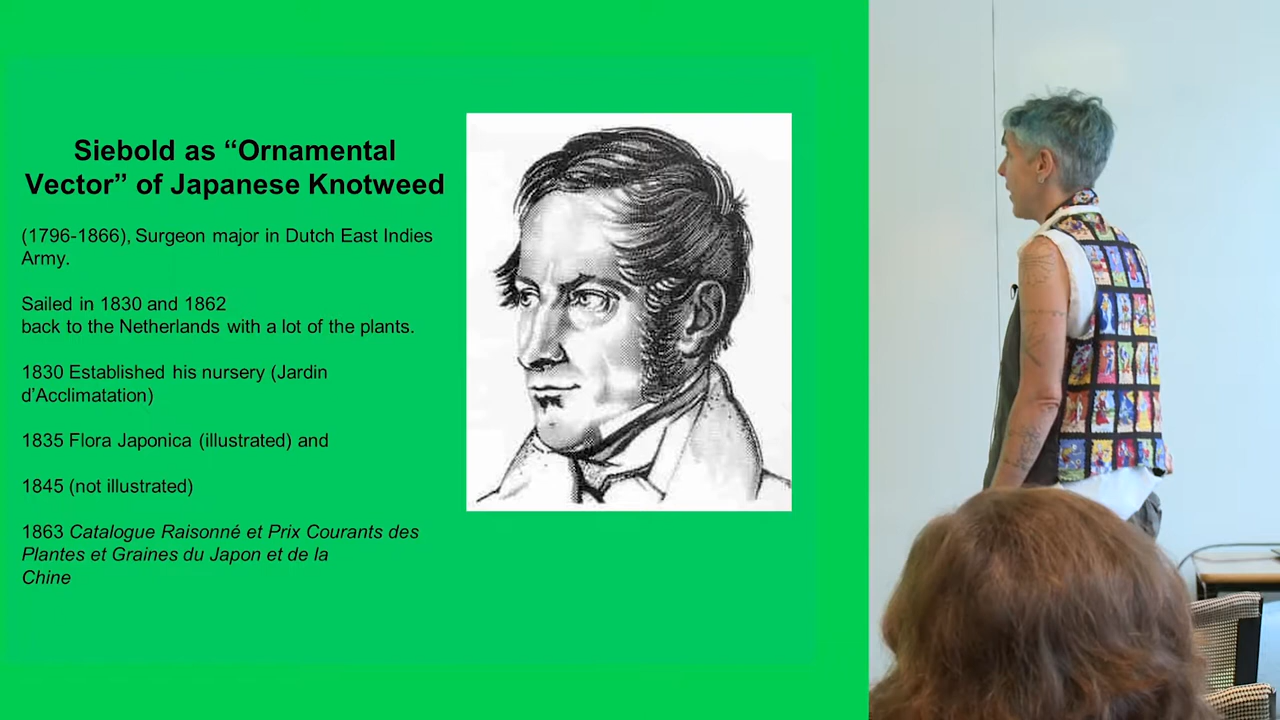 Siebold as “Ornamental
Vector” of Japanese Knotweed
(1796-1866), Surgeon major in Dutch East Indies
Army.
Sailed in 1830 and 1862
back to the Netherlands with a lot of the plants.
1830 Established his nursery (Jardin
d’Acclimatation)
1835 Flora Japonica (illustrated) and
1845 (not illustrated)
1863 Catalogue Raisonné et Prix Courants des
Plantes et Graines du Japon et de la
Chine